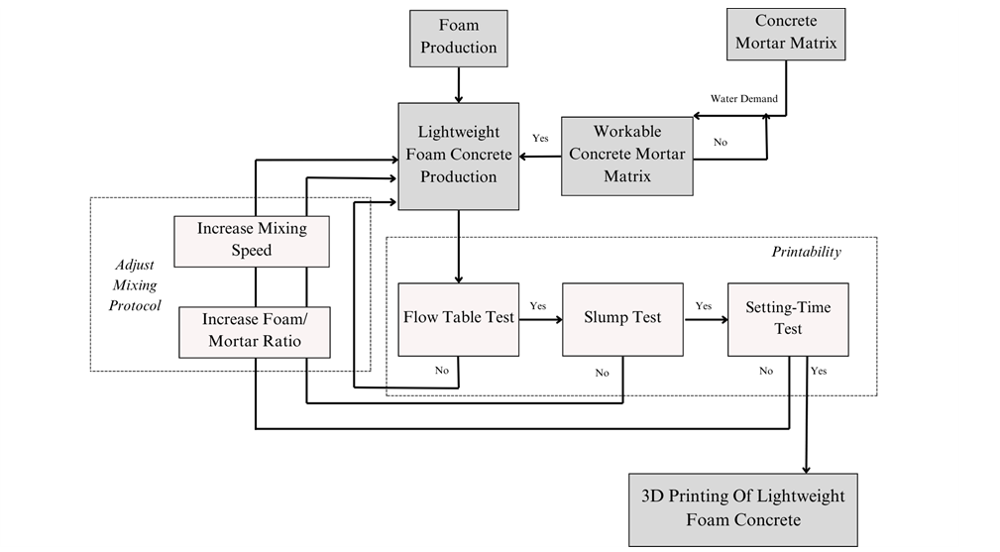 Foam
Production
Concrete
Mortar Matrix
Water Demand
Lightweight
Foam Concrete
Production
Yes
Workable
Concrete Mortar
Matrix
No
Increase Mixing
Speed
Adjust
Mixing
Protocol
Increase Foam/
Mortar Ratio
Printability
Flow Table Test
Yes
Slump Test
Yes
Setting-Time
Test
No
No
No
Yes
3D Printing Of Lightweight
Foam Concrete